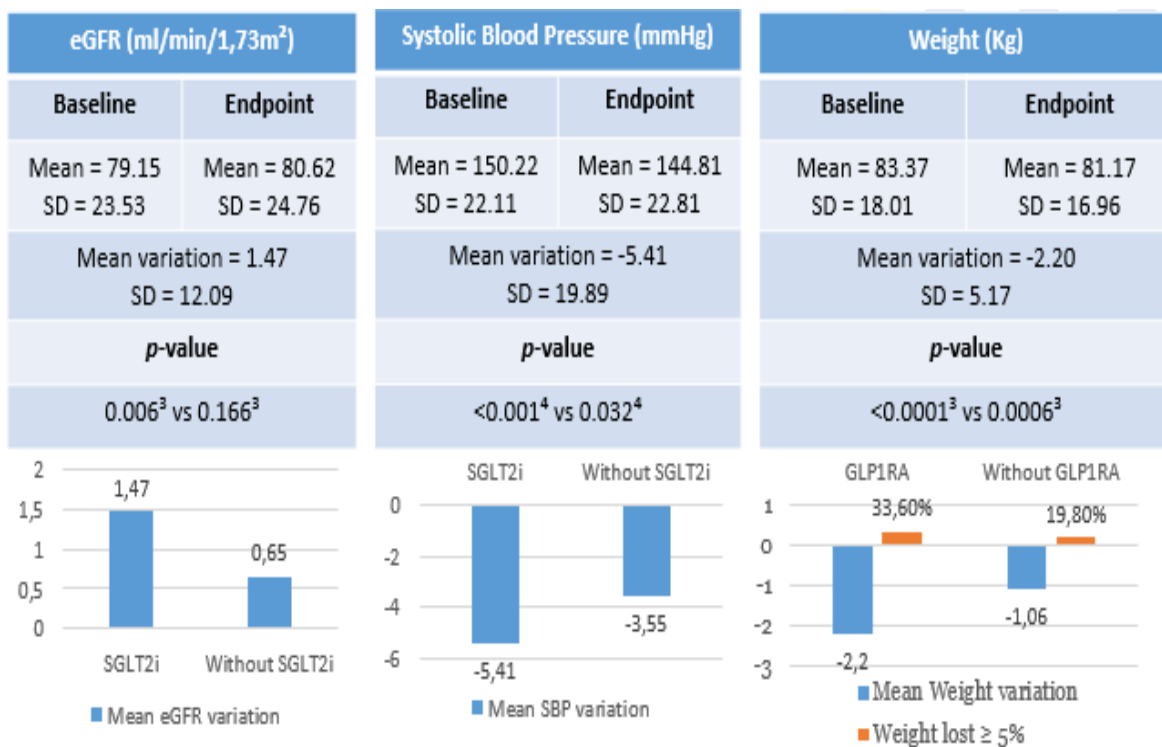 eGFR (ml/min/1,73m²)
Baseline Endpoint
Mean = 79.15 Mean = 80.62
SD = 23.53 SD = 24.76
Mean variation = 1.47
SD = 12.09
p-value
0.006³ vs 0.166³
2
1,5
1
0,5
0
1,47
0,65
SGLT2i Without SGLT2i
Mean eGFR variation
Systolic Blood Pressure (mmHg)
Baseline Endpoint
Mean = 150.22 Mean = 144.81
SD = 22.11 SD = 22.81
Mean variation = -5.41
SD = 19.89
p-value
<0.001⁴ vs 0.032⁴
SGLT2i Without SGLT2i
0
-2
-4
-6
-5,41
-3,55
Mean SBP variation
Weight (Kg)
Baseline Endpoint
Mean = 83.37 Mean = 81.17
SD = 18.01 SD = 16.96
Mean variation = -2.20
SD = 5.17
p-value
<0.0001³ vs 0.0006³
GLP1RA Without GLP1RA
1
0
-1
-2
-3
33,60%
19,80%
-2,2
-1,06
Mean Weight variation
Weight lost ≥ 5%